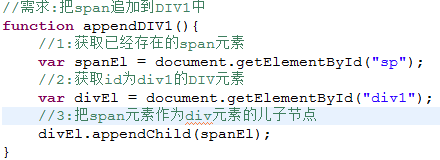 //需求:把span追加到DIV1中
function appendDIV1(){
//1:获取已经存在的span元素
var spanEl = document.getElementById("sp");
//2:获取id为div1的DIV元素
var divEl = document.getElementById("div1");
//3:把span元素作为div元素的儿子节点
divEl.appendChild(spanEl);
}